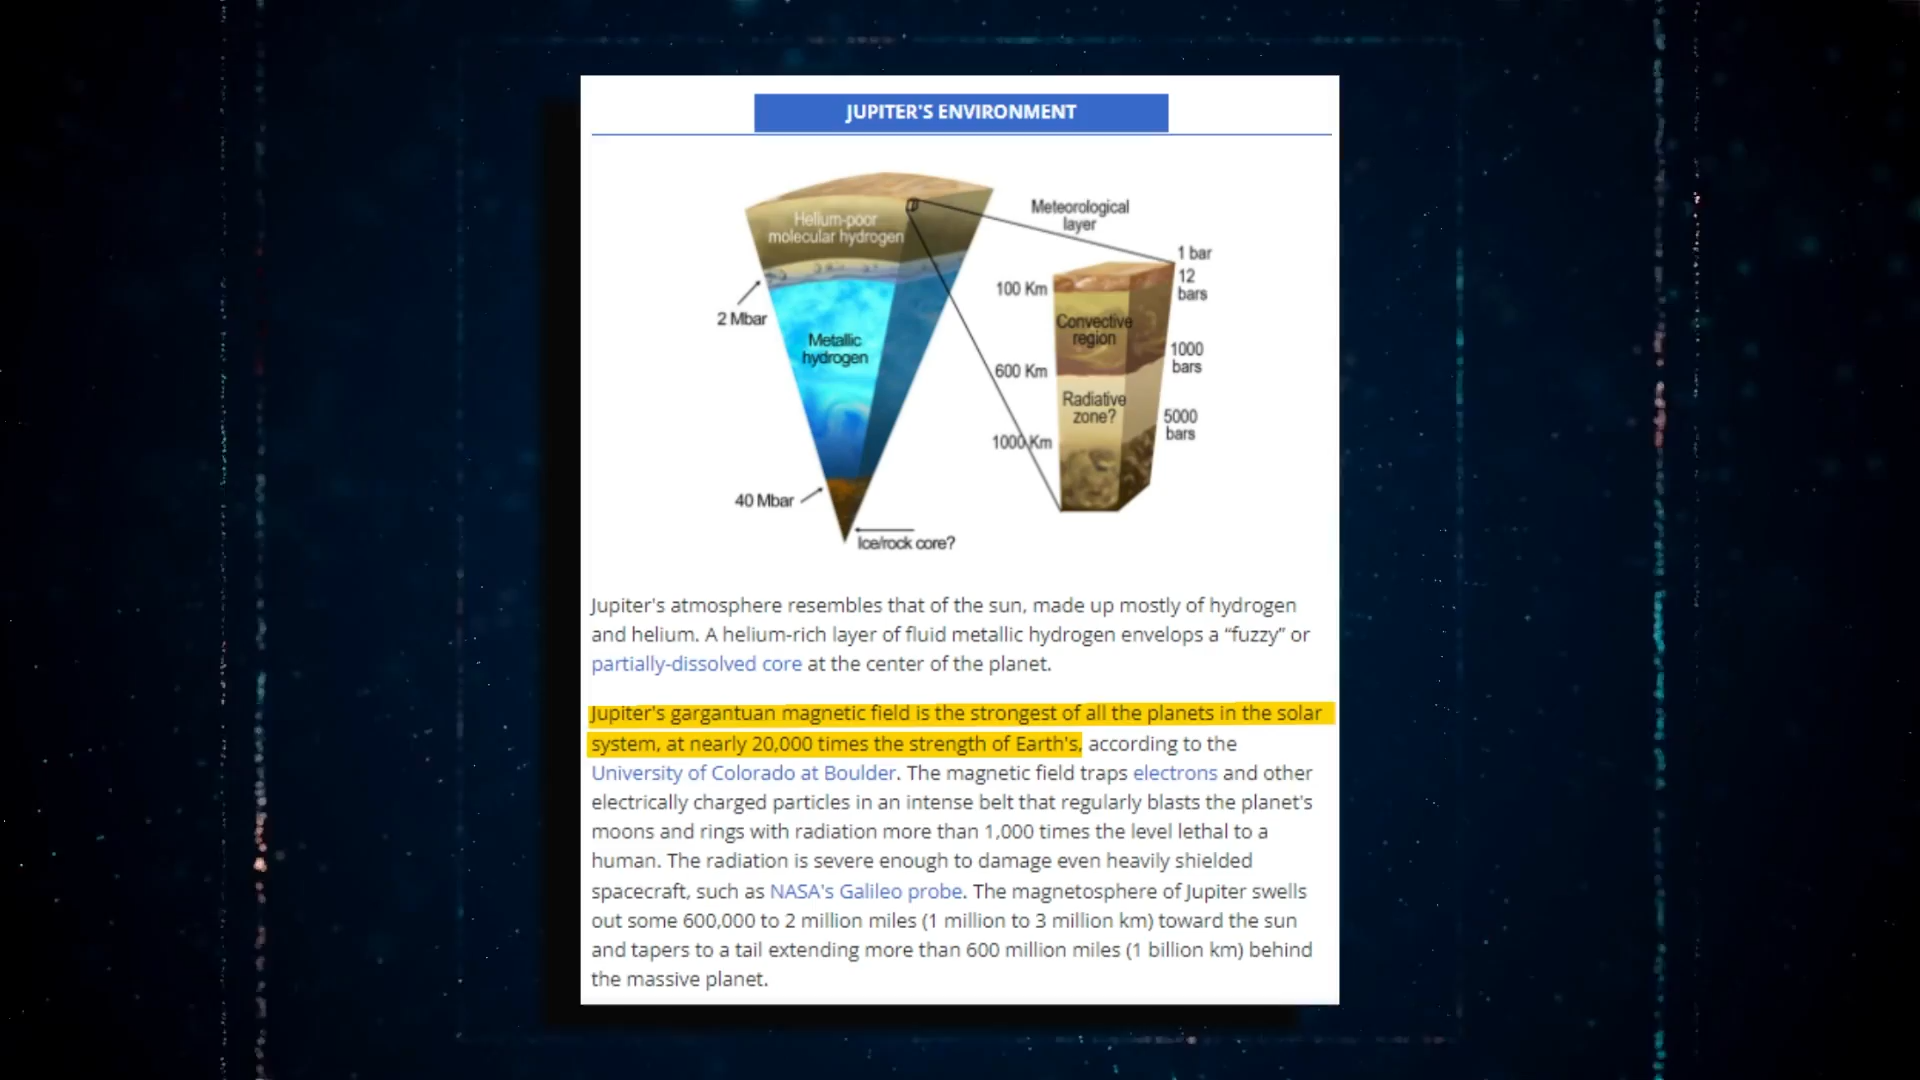 JUPITER'S ENVIRONMENT
Helium-poor
molecular hydrogen
Meteorological
layer
1 bar
12
bars
100 Km
2 Mbar
Convective
region
Metallic
hydrogen
1000
bars
600 Km
Radiative
zone?
5000
bars
1000 Km
40 Mbar
Ice/rock core?
Jupiter's atmosphere resembles that of the sun, made up mostly of hydrogen
and helium. A helium-rich layer of fluid metallic hydrogen envelops a “fuzzy” or
partially-dissolved core at the center of the planet.
Jupiter's gargantuan magnetic field is the strongest of all the planets in the solar
system, at nearly 20,000 times the strength of Earth's, according to the
University of Colorado at Boulder. The magnetic field traps electrons and other
electrically charged particles in an intense belt that regularly blasts the planet's
moons and rings with radiation more than 1,000 times the level lethal to a
human. The radiation is severe enough to damage even heavily shielded
spacecraft, such as NASA's Galileo probe. The magnetosphere of Jupiter swells
out some 600,000 to 2 million miles (1 million to 3 million km) toward the sun
and tapers to a tail extending more than 600 million miles (1 billion km) behind
the massive planet.